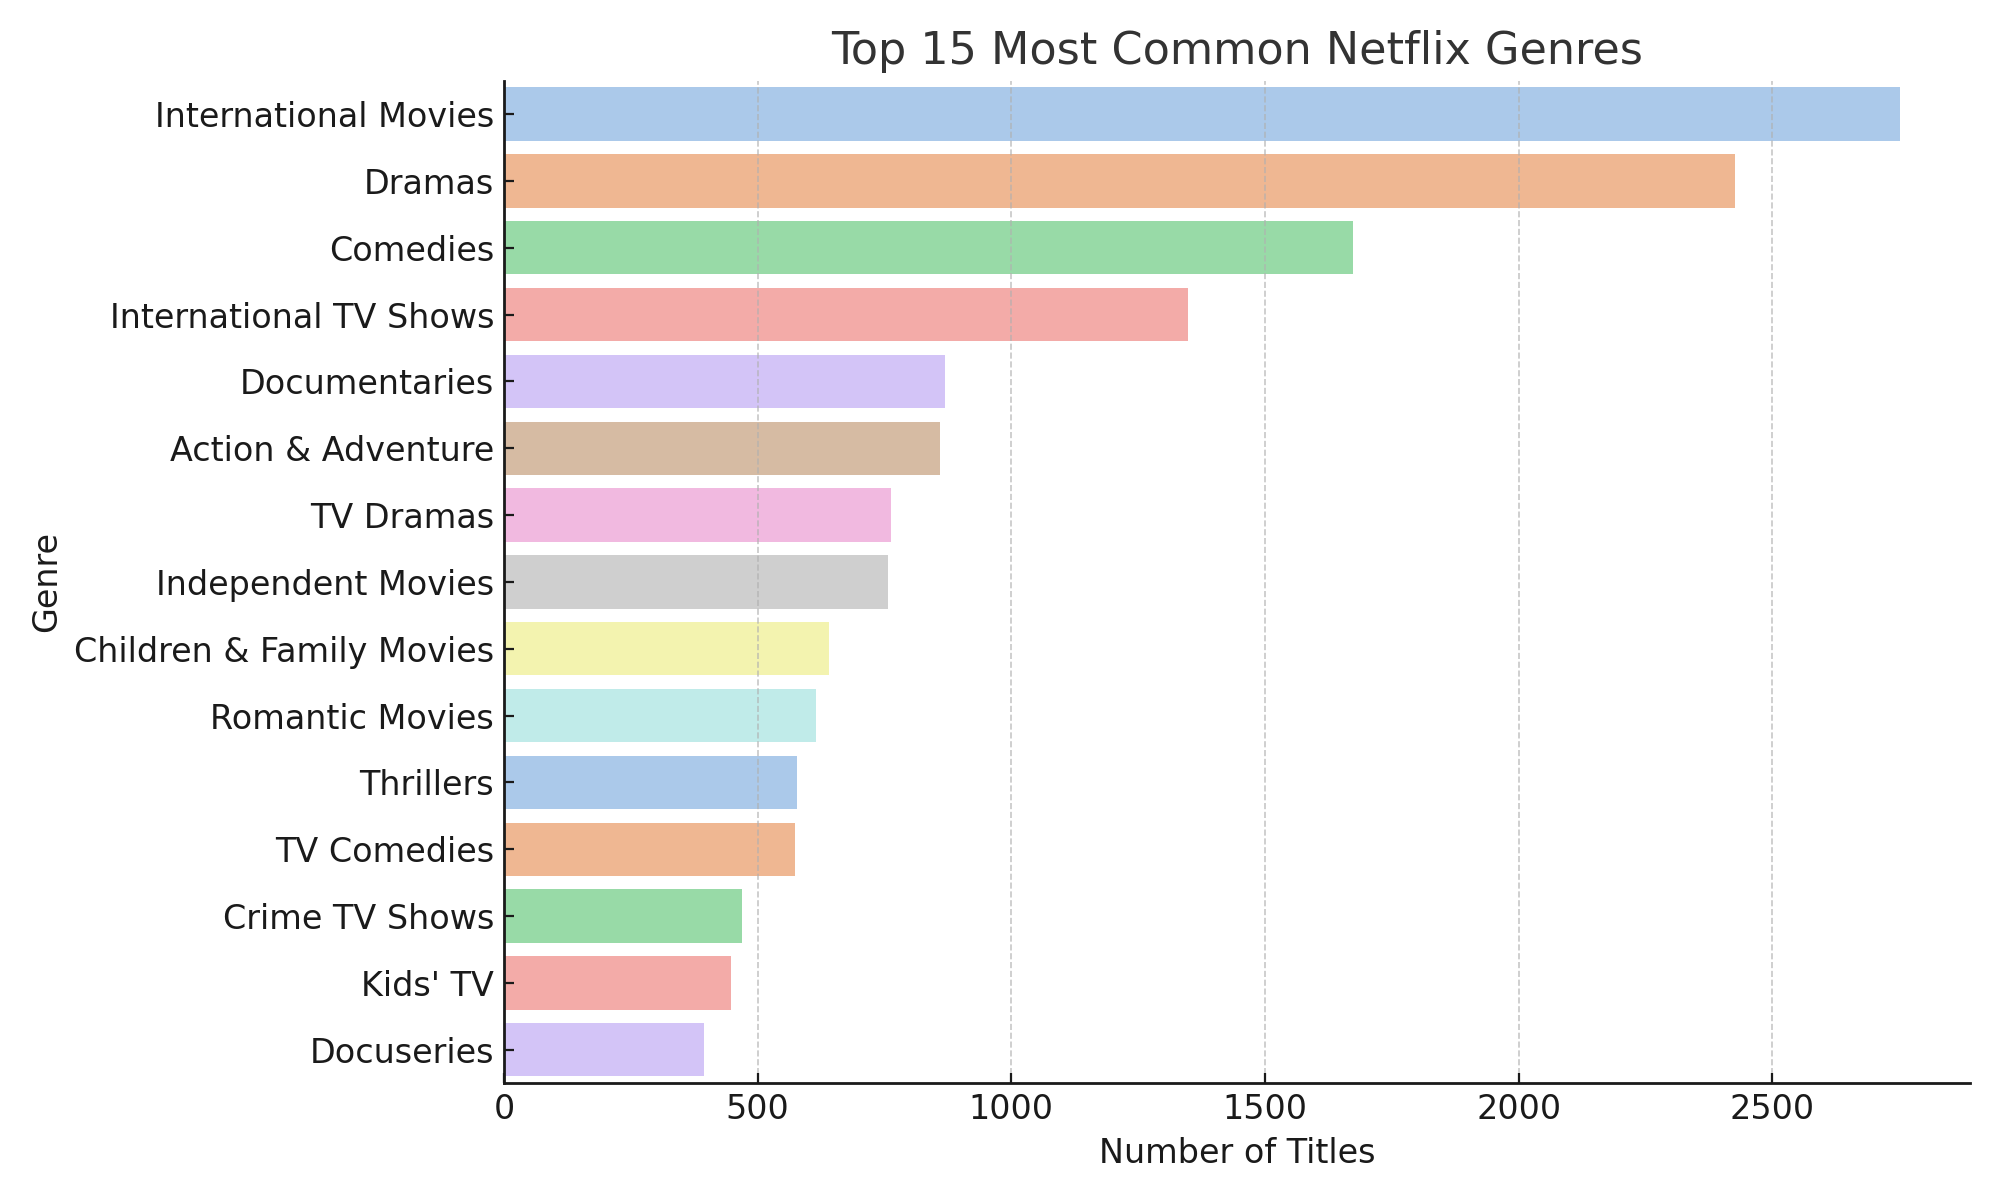 Top 15 Most Common Netflix Genres
International Movies
Dramas
Comedies
International TV Shows
Documentaries
Action & Adventure
TV Dramas
Independent Movies
Children & Family Movies
Romantic Movies
Thrillers
TV Comedies
Crime TV Shows
Kids' TV
Docuseries
Genre
0 500 1000 1500 2000 2500
Number of Titles